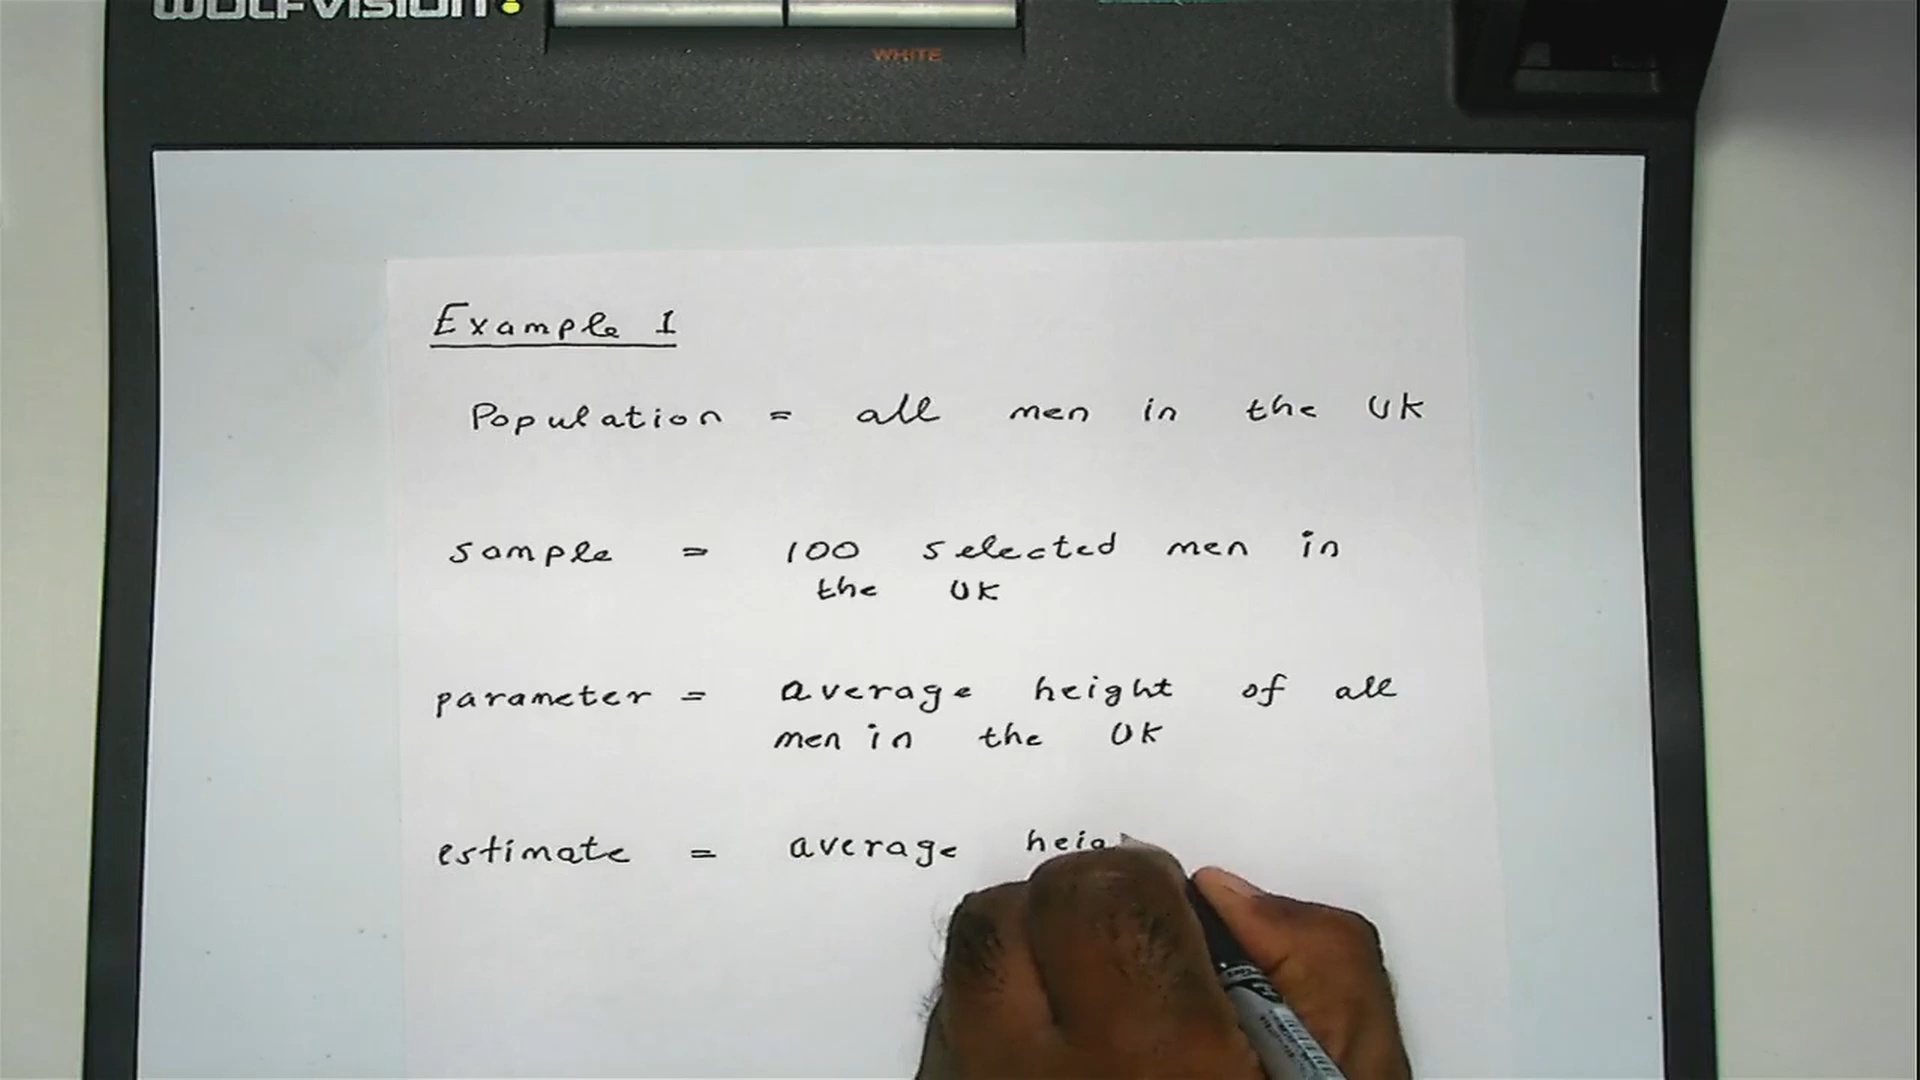 WOLFVISION
WHITE
Example 1
Population = all men in the UK
sample = 100 selected men in
the UK
parameter = average height of all
men in the UK
estimate = average heig